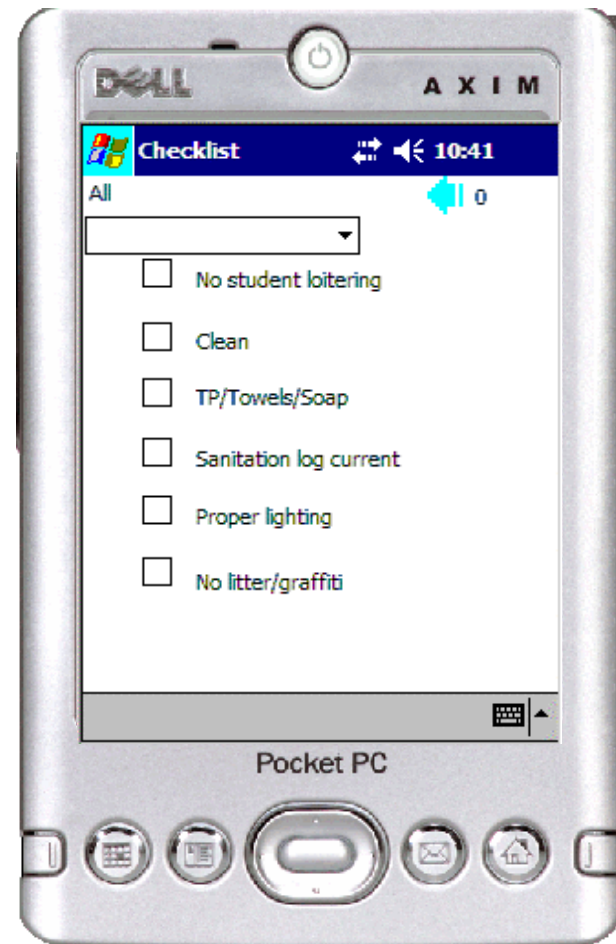 DELL
A X I M
Checklist 10:41
All 0
No student loitering
Clean
TP/Towels/Soap
Sanitation log current
Proper lighting
No litter/graffiti
Pocket PC